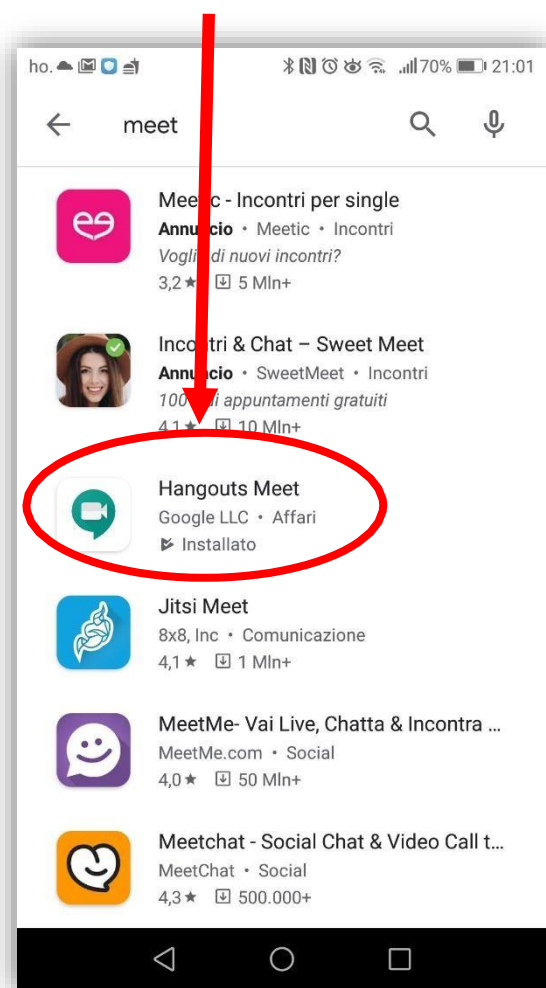 ho. 70% 21:01
meet
Meetic - Incontri per single
Annuncio • Meetic • Incontri
Voglia di nuovi incontri?
3,2★ 5 Mln+
Incontri & Chat – Sweet Meet
Annuncio • SweetMeet • Incontri
di appuntamenti gratuiti
4,1★ 10 Mln+
Hangouts Meet
Google LLC • Affari
Installato
Jitsi Meet
8x8, Inc • Comunicazione
4,1★ 1 Mln+
MeetMe- Vai Live, Chatta & Incontra ...
MeetMe.com • Social
4,0★ 50 Mln+
Meetchat - Social Chat & Video Call t...
MeetChat • Social
4,3★ 500.000+